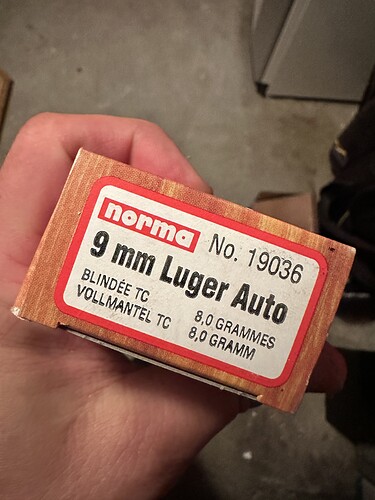 norma No. 19036
9 mm Luger Auto
BLINDÉE TC 8,0 GRAMMES
VOLLMANTEL TC 8,0 GRAMM